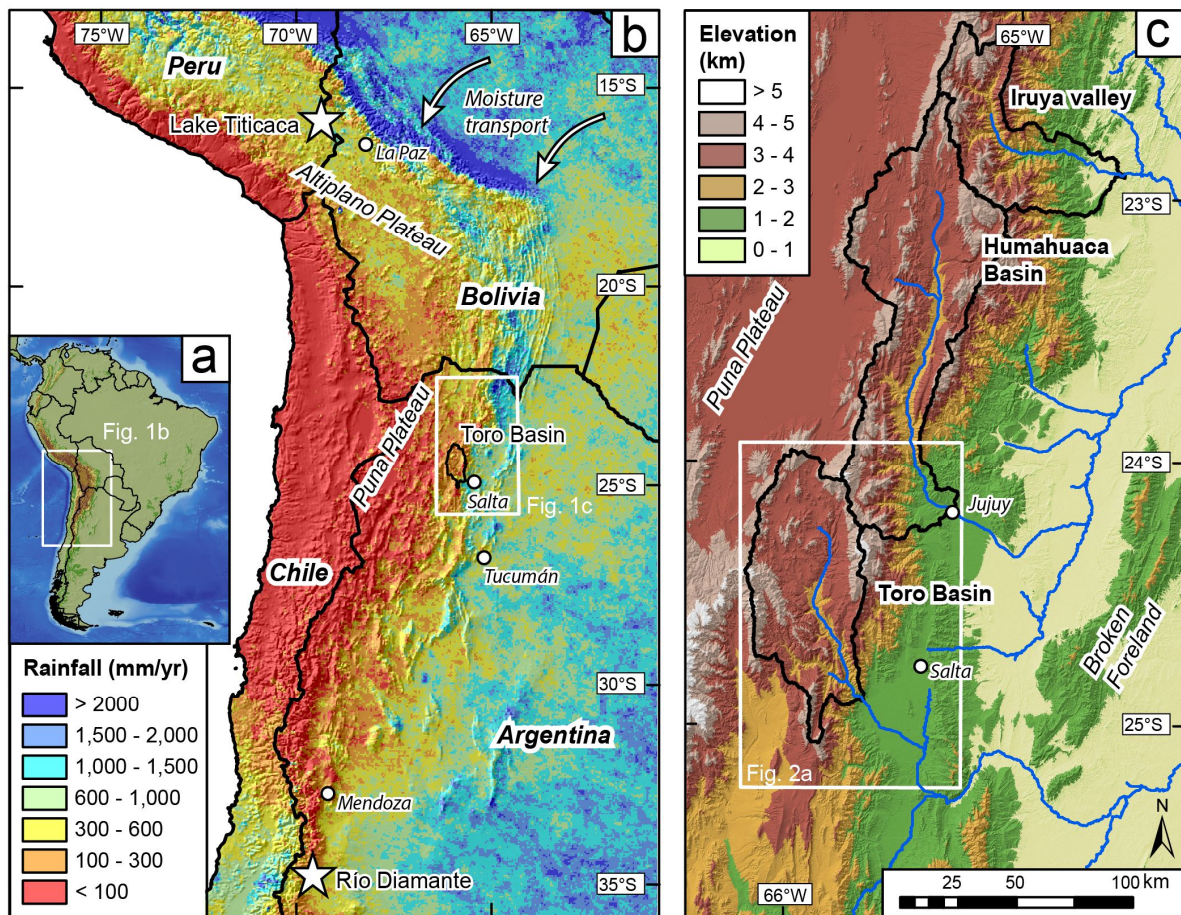 a
Fig. 1b
Rainfall (mm/yr)
> 2000
1,500 - 2,000
1,000 - 1,500
600 - 1,000
300 - 600
100 - 300
< 100
b
75°W
70°W
65°W
15°S
20°S
25°S
30°S
35°S
Peru
Lake Titicaca
La Paz
Moisture
transport
Altiplano Plateau
Bolivia
Puna Plateau
Toro Basin
Salta
Fig. 1c
Tucumán
Chile
Argentina
Mendoza
Río Diamante
c
Elevation
(km)
> 5
4 - 5
3 - 4
2 - 3
1 - 2
0 - 1
65°W
Iruya valley
23°S
Humahuaca
Basin
Puna Plateau
24°S
Jujuy
Toro Basin
Salta
Broken
Foreland
25°S
Fig. 2a
66°W
N
25
50
100 km